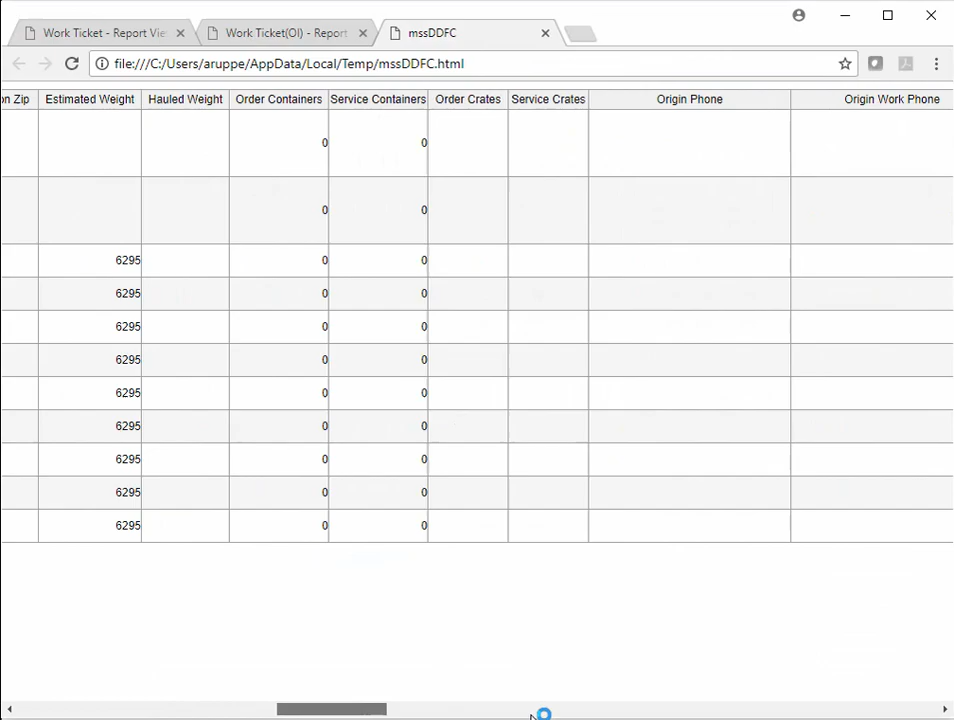 Work Ticket - Report Vie
Work Ticket(OI) - Report
mssDDFC
file:///C:/Users/aruppe/AppData/Local/Temp/mssDDFC.html
on Zip Estimated Weight Hauled Weight Order Containers Service Containers Order Crates Service Crates Origin Phone Origin Work Phone
0 0
0 0
6295 0 0
6295 0 0
6295 0 0
6295 0 0
6295 0 0
6295 0 0
6295 0 0
6295 0 0
6295 0 0